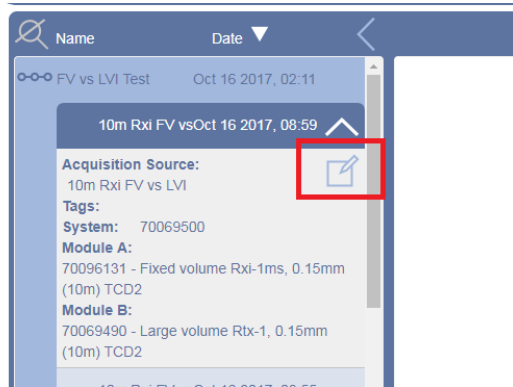 Name Date
FV vs LVI Test Oct 16 2017, 02:11
10m Rxi FV vsOct 16 2017, 08:59
Acquisition Source:
10m Rxi FV vs LVI
Tags:
System: 70069500
Module A:
70096131 - Fixed volume Rxi-1ms, 0.15mm
(10m) TCD2
Module B:
70069490 - Large volume Rtx-1, 0.15mm
(10m) TCD2